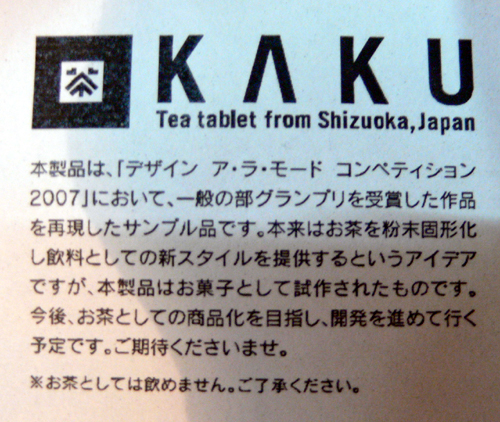 茶
KΛKU
Tea tablet from Shizuoka, Japan
本製品は、「デザイン ア・ラ・モード コンペティション
2007」において、一般の部グランプリを受賞した作品
を再現したサンプル品です。本来はお茶を粉末固形化
し飲料としての新スタイルを提供するというアイデア
ですが、本製品はお菓子として試作されたものです。
今後、お茶としての商品化を目指し、開発を進めて行く
予定です。ご期待くださいませ。
※お茶としては飲めません。ご了承ください。